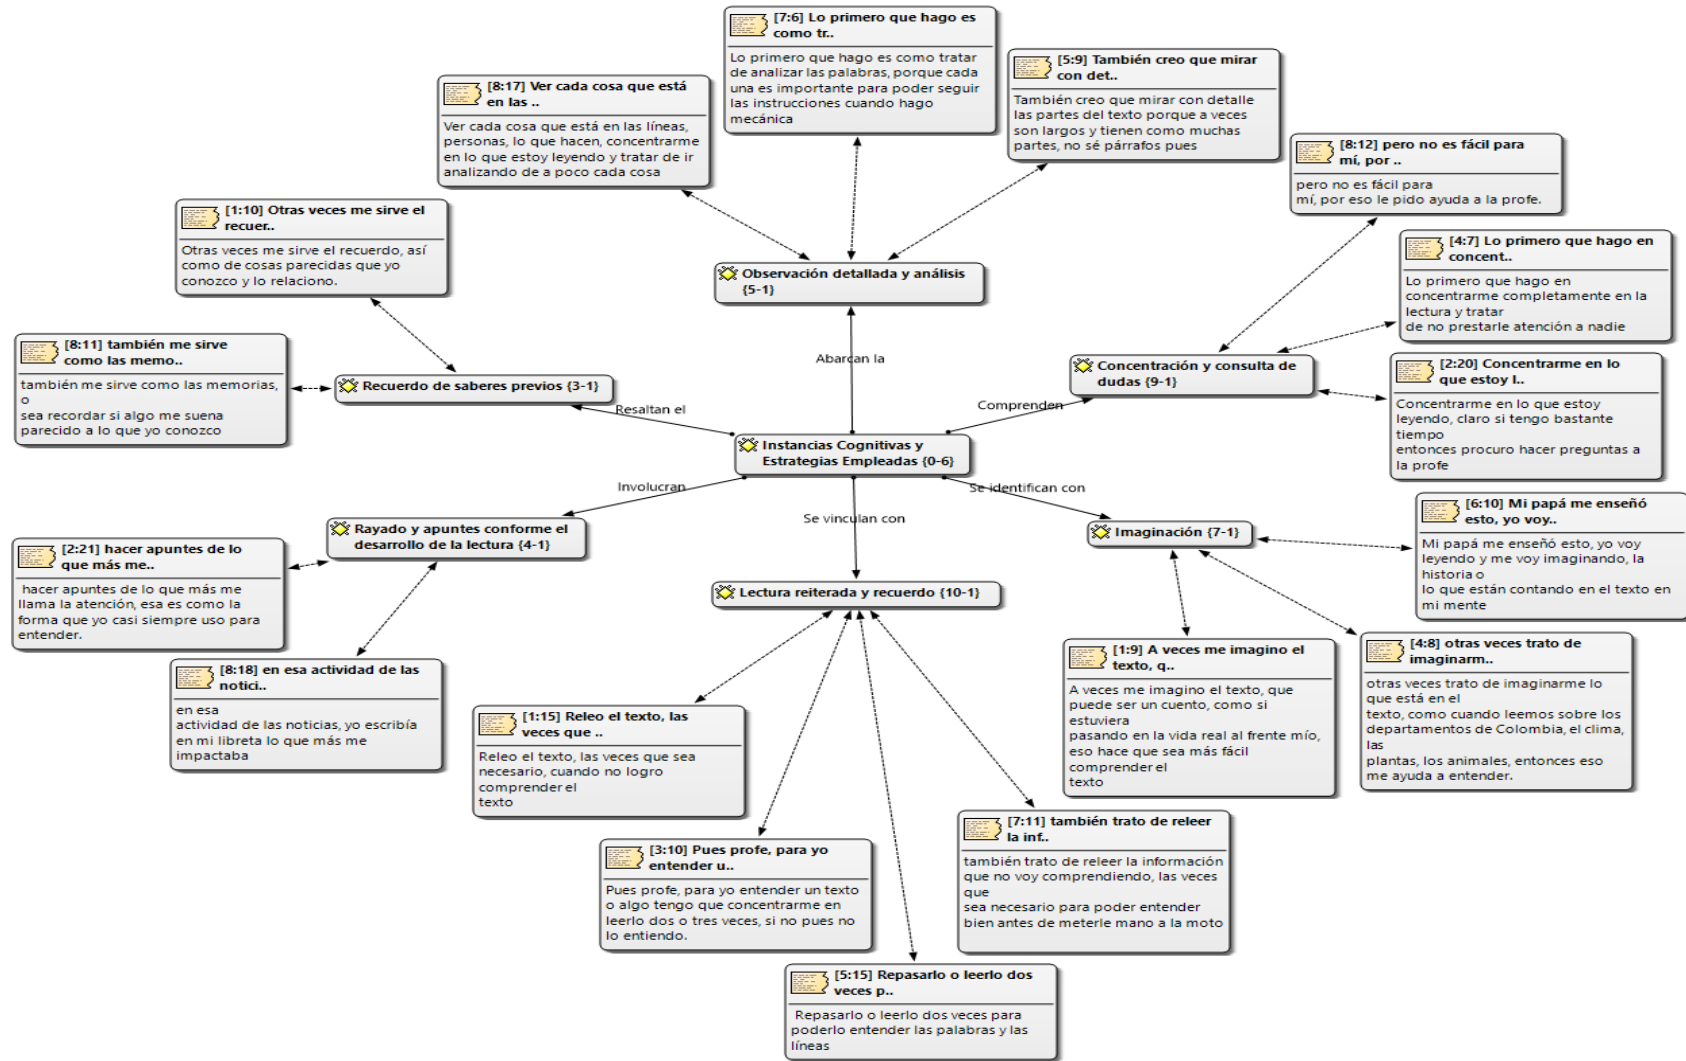 [7:6] Lo primero que hago es
como tr..
Lo primero que hago es como tratar
de analizar las palabras, porque cada
una es importante para poder seguir
las instrucciones cuando hago
mecánica
[5:9] También creo que mirar
con det..
También creo que mirar con detalle
las partes del texto porque a veces
son largos y tienen como muchas
partes, no sé párrafos pues
[8:17] Ver cada cosa que está
en las ..
Ver cada cosa que está en las líneas,
personas, lo que hacen, concentrarme
en lo que estoy leyendo y tratar de ir
analizando de a poco cada cosa
[8:12] pero no es fácil para
mí, por ..
pero no es fácil para
mí, por eso le pido ayuda a la profe.
[1:10] Otras veces me sirve el
recuer..
Otras veces me sirve el recuerdo, así
como de cosas parecidas que yo
conozco y lo relaciono.
[4:7] Lo primero que hago en
concent..
Lo primero que hago en
concentrarme completamente en la
lectura y tratar
de no prestarle atención a nadie
Observación detallada y análisis
{5-1}
[8:11] también me sirve
como las memo..
también me sirve como las memorias,
o
sea recordar si algo me suena
parecido a lo que yo conozco
Abarcan la
Recuerdo de saberes previos {3-1}
Concentración y consulta de
dudas {9-1}
[2:20] Concentrarme en lo
que estoy l..
Concentrarme en lo que estoy
leyendo, claro si tengo bastante
tiempo
entonces procuro hacer preguntas a
la profe
Resaltan el
Comprenden
Instancias Cognitivas y
Estrategias Empleadas {0-6}
Involucran
Se vinculan con
Se identifican con
Rayado y apuntes conforme el
desarrollo de la lectura {4-1}
Imaginación {7-1}
[6:10] Mi papá me enseñó
esto, yo voy..
Mi papá me enseñó esto, yo voy
leyendo y me voy imaginando, la
historia o
lo que están contando en el texto en
mi mente
[2:21] hacer apuntes de lo
que más me..
hacer apuntes de lo que más me
llama la atención, esa es como la
forma que yo casi siempre uso para
entender.
Lectura reiterada y recuerdo {10-1}
[8:18] en esa actividad de las
notici..
en esa
actividad de las noticias, yo escribía
en mi libreta lo que más me
impactaba
[1:9] A veces me imagino el
texto, q..
A veces me imagino el texto, que
puede ser un cuento, como si
estuviera
pasando en la vida real al frente mío,
eso hace que sea más fácil
comprender el
texto
[4:8] otras veces trato de
imaginarm..
otras veces trato de imaginarme lo
que está en el
texto, como cuando leemos sobre los
departamentos de Colombia, el clima,
las
plantas, los animales, entonces eso
me ayuda a entender.
[1:15] Releo el texto, las
veces que ..
Releo el texto, las veces que sea
necesario, cuando no logro
comprender el
texto
[3:10] Pues profe, para yo
entender u..
Pues profe, para yo entender un texto
o algo tengo que concentrarme en
leerlo dos o tres veces, si no pues no
lo entiendo.
[7:11] también trato de releer
la inf..
también trato de releer la información
que no voy comprendiendo, las veces
que
sea necesario para poder entender
bien antes de meterle mano a la moto
[5:15] Repasarlo o leerlo dos
veces p..
Repasarlo o leerlo dos veces para
poderlo entender las palabras y las
líneas